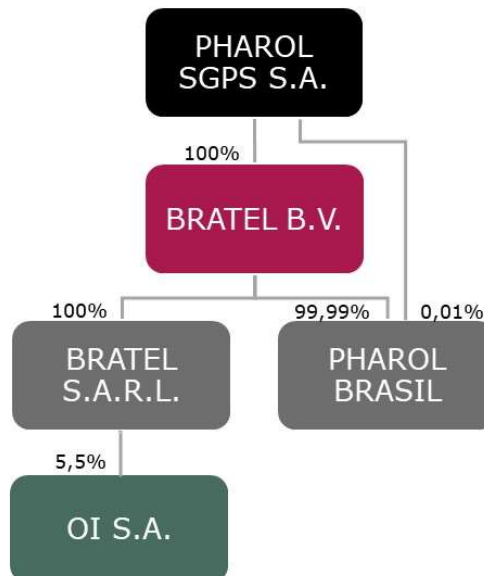 PHAROL
SGPS S.A.
100%
BRATEL B.V.
100%
99,99%
0,01%
BRATEL
S.A.R.L.
PHAROL
BRASIL
5,5%
OI S.A.